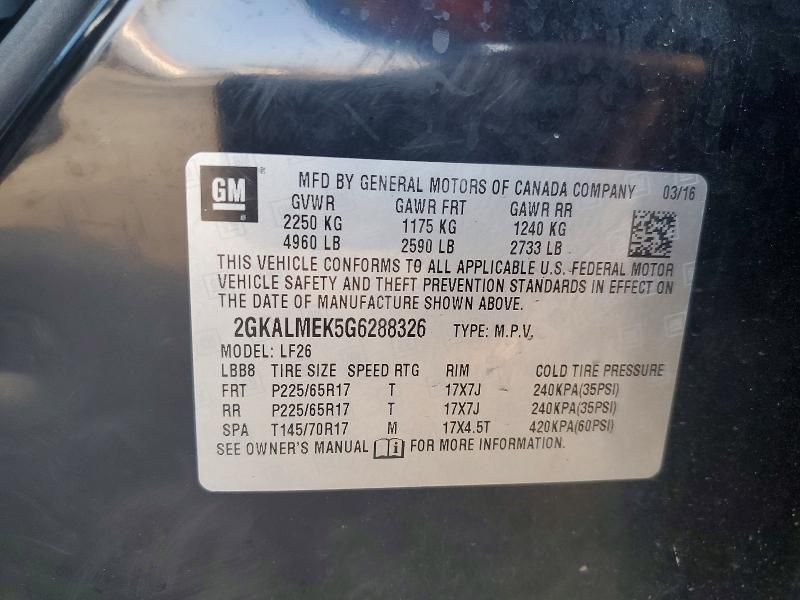 GM
®
MFD BY GENERAL MOTORS OF CANADA COMPANY 03/16
GVWR GAWR FRT GAWR RR
2250 KG 1175 KG 1240 KG
4960 LB 2590 LB 2733 LB
THIS VEHICLE CONFORMS TO ALL APPLICABLE U.S. FEDERAL MOTOR
VEHICLE SAFETY AND THEFT PREVENTION STANDARDS IN EFFECT ON
THE DATE OF MANUFACTURE SHOWN ABOVE.
2GKALMEK5G6288326 TYPE: M.P.V.
MODEL: LF26
LBB8 TIRE SIZE SPEED RTG RIM COLD TIRE PRESSURE
FRT P225/65R17 T 17X7J 240KPA(35PSI)
RR P225/65R17 T 17X7J 240KPA(35PSI)
SPA T145/70R17 M 17X4.5T 420KPA(60PSI)
SEE OWNER'S MANUAL i FOR MORE INFORMATION.